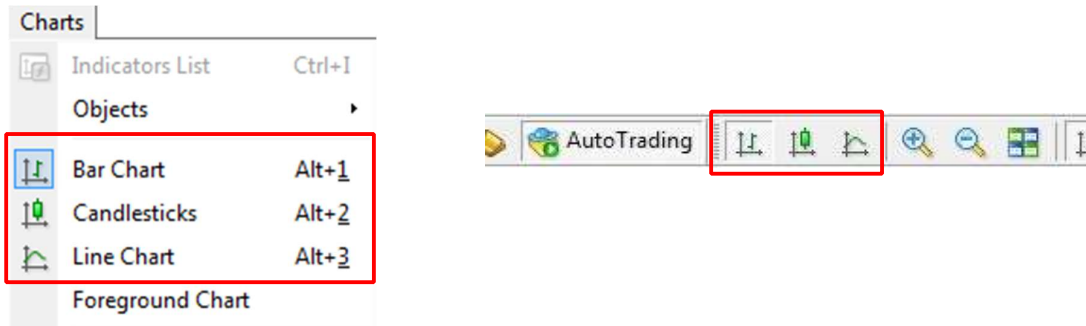 Charts
Indicators List Ctrl+I
Objects
Bar Chart Alt+1
Candlesticks Alt+2
Line Chart Alt+3
Foreground Chart
AutoTrading